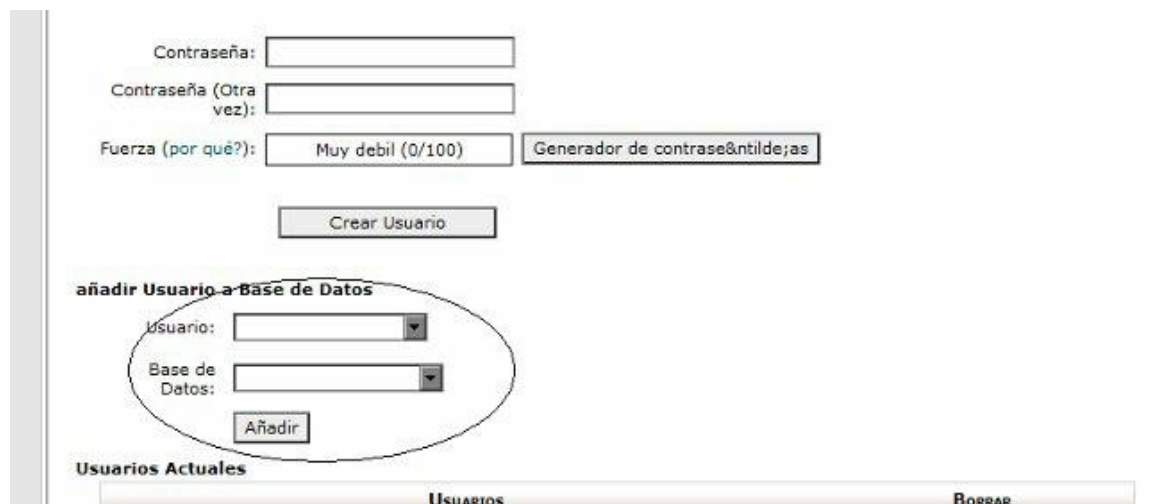 Contraseña:
Contraseña (Otra
vez):
Fuerza (por qué?): Muy debil (0/100) Generador de contrase&ntilde;as
Crear Usuario
añadir Usuario a Base de Datos
Usuario:
Base de
Datos:
Añadir
Usuarios Actuales
USUARIOS BORRAR